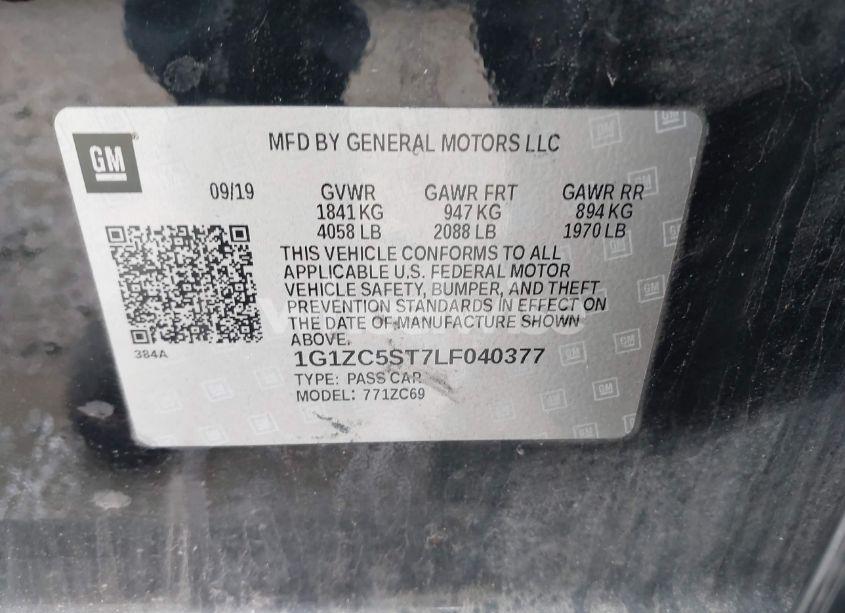 GM
MFD BY GENERAL MOTORS LLC
09/19 GVWR GAWR FRT GAWR RR
1841 KG 947 KG 894 KG
4058 LB 2088 LB 1970 LB
THIS VEHICLE CONFORMS TO ALL
APPLICABLE U.S. FEDERAL MOTOR
VEHICLE SAFETY, BUMPER, AND THEFT
PREVENTION STANDARDS IN EFFECT ON
THE DATE OF MANUFACTURE SHOWN
ABOVE.
384A
1G1ZC5ST7LF040377
TYPE: PASS CAR
MODEL: 771ZC69